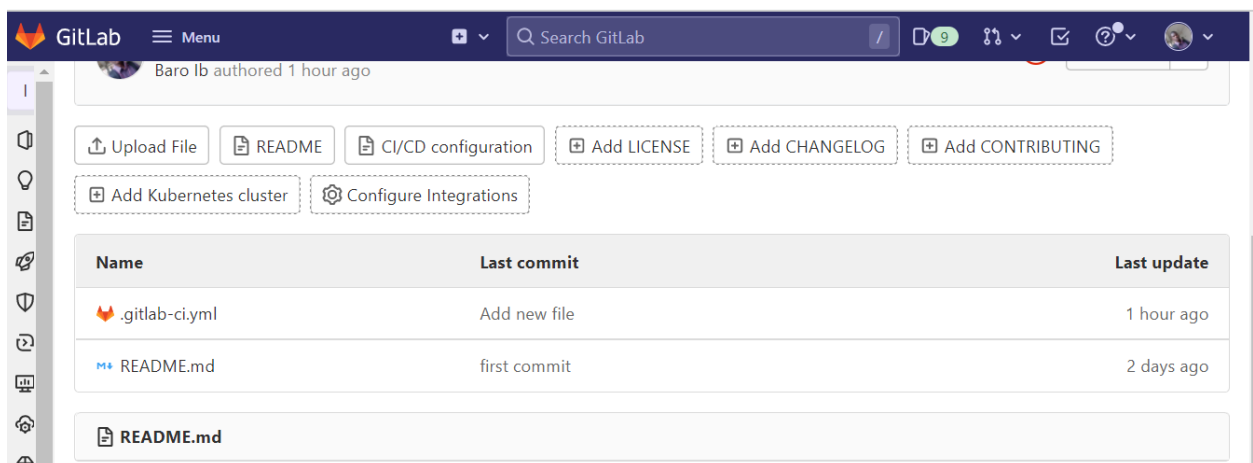 GitLab Menu Search GitLab / 9
Baro Ib authored 1 hour ago
Upload File README CI/CD configuration Add LICENSE Add CHANGELOG Add CONTRIBUTING
Add Kubernetes cluster Configure Integrations
Name Last commit Last update
.gitlab-ci.yml Add new file 1 hour ago
README.md first commit 2 days ago
README.md